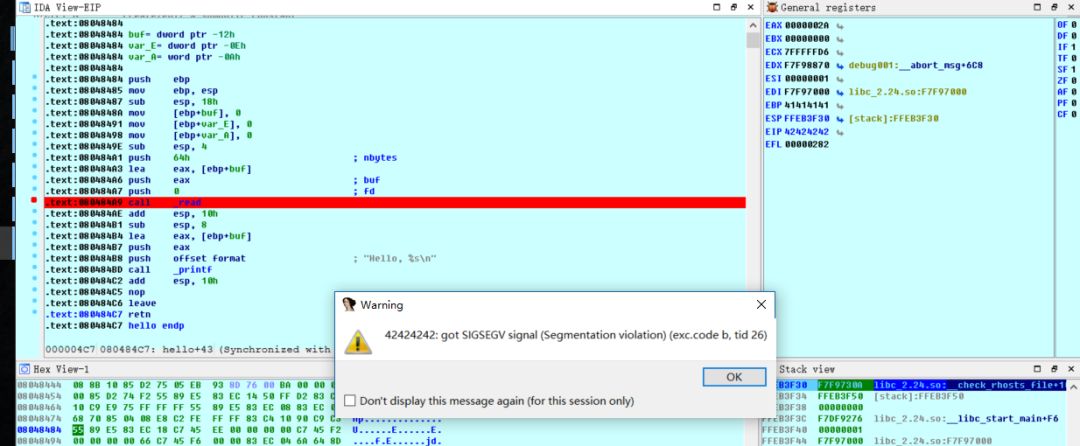 IDA View-EIP
.text:08048484
.text:08048484 buf= dword ptr -12h
.text:08048484 var_E= dword ptr -0Eh
.text:08048484 var_A= word ptr -0Ah
.text:08048484
.text:08048484 push ebp
.text:08048485 mov ebp, esp
.text:08048487 sub esp, 18h
.text:0804848A mov [ebp+buf], 0
.text:08048491 mov [ebp+var_E], 0
.text:08048498 mov [ebp+var_A], 0
.text:0804849E sub esp, 4
.text:080484A1 push 64h ; nbytes
.text:080484A3 lea eax, [ebp+buf]
.text:080484A6 push eax ; buf
.text:080484A7 push 0 ; fd
.text:080484A9 call _read
.text:080484AE add esp, 10h
.text:080484B1 sub esp, 8
.text:080484B4 lea eax, [ebp+buf]
.text:080484B7 push eax
.text:080484B8 push offset format ; "Hello, %s\n"
.text:080484BD call _printf
.text:080484C2 add esp, 10h
.text:080484C5 nop
.text:080484C6 leave
.text:080484C7 retn
.text:080484C7 hello endp
000004C7 080484C7: hello+43 (Synchronized with
General registers
EAX 0000002A
EBX 00000000
ECX 7FFFFFD6
EDX F7F98870 debug001:__abort_msg+6C8
ESI 00000001
EDI F7F97000 libc_2.24.so:F7F97000
EBP 41414141
ESP FFEB3F30 [stack]:FFEB3F30
EIP 42424242
EFL 00000282
OF 0
DF 0
IF 1
TF 0
SF 1
ZF 0
AF 0
PF 0
CF 0
Warning
42424242: got SIGSEGV signal (Segmentation violation) (exc.code b, tid 26)
OK
Don't display this message again (for this session only)
Hex View-1
08048444 08 8B 10 85 D2 75 05 EB 93 8D 76 00 BA 00 00
08048454 00 85 D2 74 F2 55 89 E5 83 EC 14 50 FF D2 83
08048464 10 C9 E9 75 FF FF FF 55 89 E5 83 EC 08 83 EC
08048474 68 70 85 04 08 E8 C2 FE FF FF 83 C4 10 90 C9
08048484 55 89 E5 83 EC 18 C7 45 EE 00 00 00 00 C7 45 F2 U......E....E.
08048494 00 00 00 00 66 C7 45 F6 00 00 83 EC 04 6A 64 8D ....f.E......jd.
Stack view
FFEB3F30 F7F9730A libc_2.24.so:__check_rhosts_file+1
FFEB3F34 FFEB3F50 [stack]:FFEB3F50
FFEB3F38 00000000
FFEB3F3C F7DF9276 libc_2.24.so:__libc_start_main+F6
FFEB3F40 00000001
FFEB3F44 F7F97000 libc_2.24.so:F7F97000